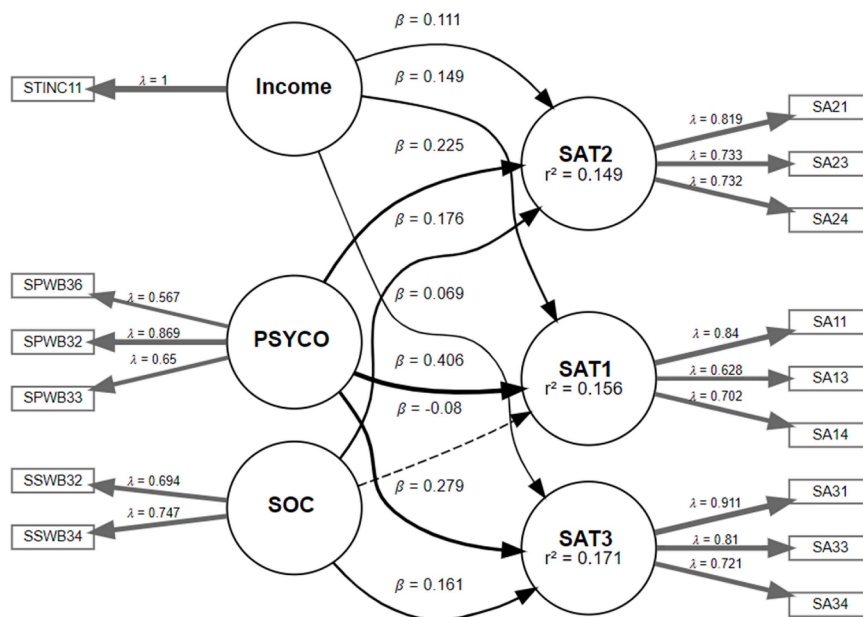 β = 0.111
Income
STINC11
λ = 1
β = 0.149
β = 0.225
SAT2
r² = 0.149
λ = 0.819
SA21
λ = 0.733
SA23
λ = 0.732
SA24
β = 0.176
β = 0.069
SPWB36
λ = 0.567
SPWB32
λ = 0.869
SPWB33
λ = 0.65
PSYCO
β = 0.406
β = -0.08
SAT1
r² = 0.156
λ = 0.84
SA11
λ = 0.628
SA13
λ = 0.702
SA14
SSWB32
λ = 0.694
SSWB34
λ = 0.747
SOC
β = 0.279
β = 0.161
SAT3
r² = 0.171
λ = 0.911
SA31
λ = 0.81
SA33
λ = 0.721
SA34